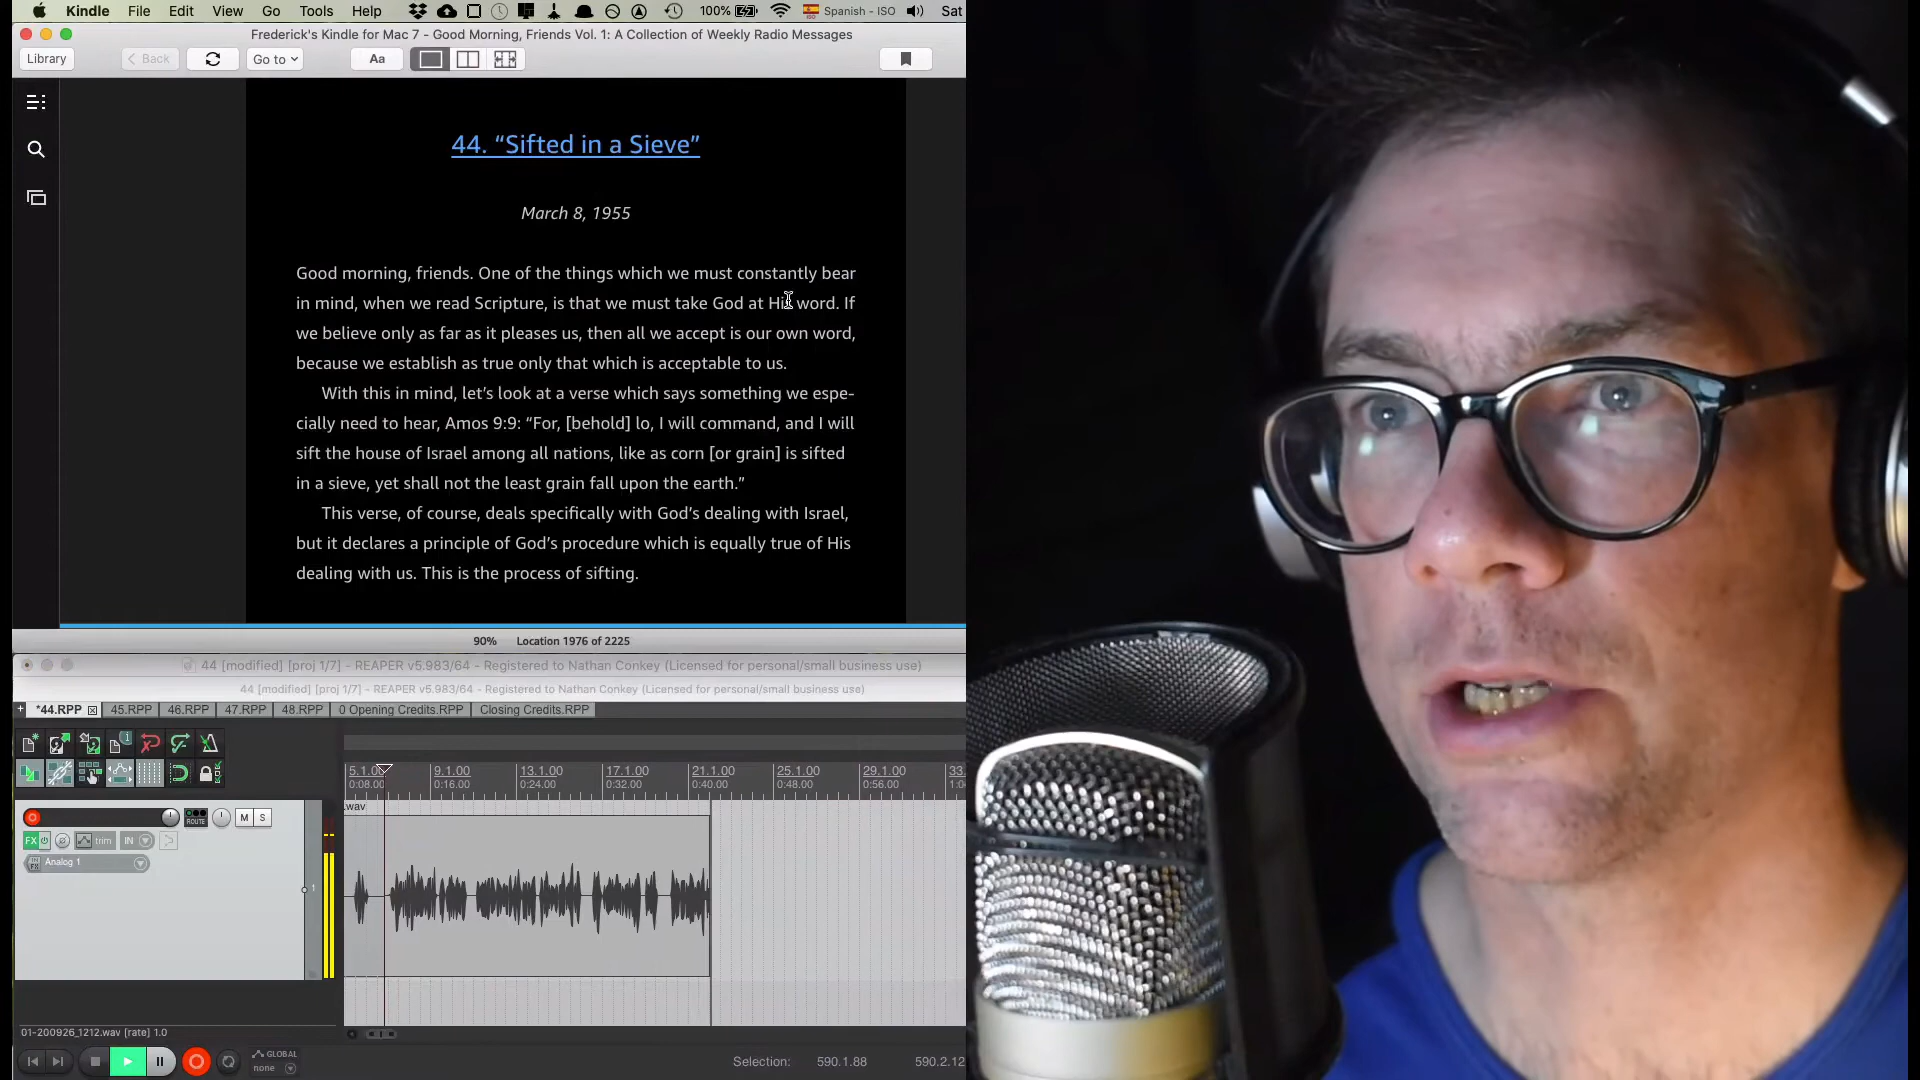 Kindle File Edit View Go Tools Help 100% Spanish - ISO Sat
Frederick's Kindle for Mac 7 - Good Morning, Friends Vol. 1: A Collection of Weekly Radio Messages
Library Back Go to Aa
44. “Sifted in a Sieve”
March 8, 1955
Good morning, friends. One of the things which we must constantly bear
in mind, when we read Scripture, is that we must take God at His word. If
we believe only as far as it pleases us, then all we accept is our own word,
because we establish as true only that which is acceptable to us.
With this in mind, let’s look at a verse which says something we espe-
cially need to hear, Amos 9:9: “For, [behold] lo, I will command, and I will
sift the house of Israel among all nations, like as corn [or grain] is sifted
in a sieve, yet shall not the least grain fall upon the earth.”
This verse, of course, deals specifically with God’s dealing with Israel,
but it declares a principle of God’s procedure which is equally true of His
dealing with us. This is the process of sifting.
90% Location 1976 of 2225
44 [modified] [proj 1/7] - REAPER v5.983/64 - Registered to Nathan Conkey (Licensed for personal/small business use)
44 [modified] [proj 1/7] - REAPER v5.983/64 - Registered to Nathan Conkey (Licensed for personal/small business use)
+ *44.RPP 45.RPP 46.RPP 47.RPP 48.RPP 0 Opening Credits.RPP Closing Credits.RPP
5.1.00 9.1.00 13.1.00 17.1.00 21.1.00 25.1.00 29.1.00 33.
0:08.00 0:16.00 0:24.00 0:32.00 0:40.00 0:48.00 0:56.00 1:0
.wav
ROUTE M S
FX trim IN
IN FX Analog 1
1
01-200926_1212.wav [rate] 1.0
GLOBAL
none
Selection: 590.1.88 590.2.12